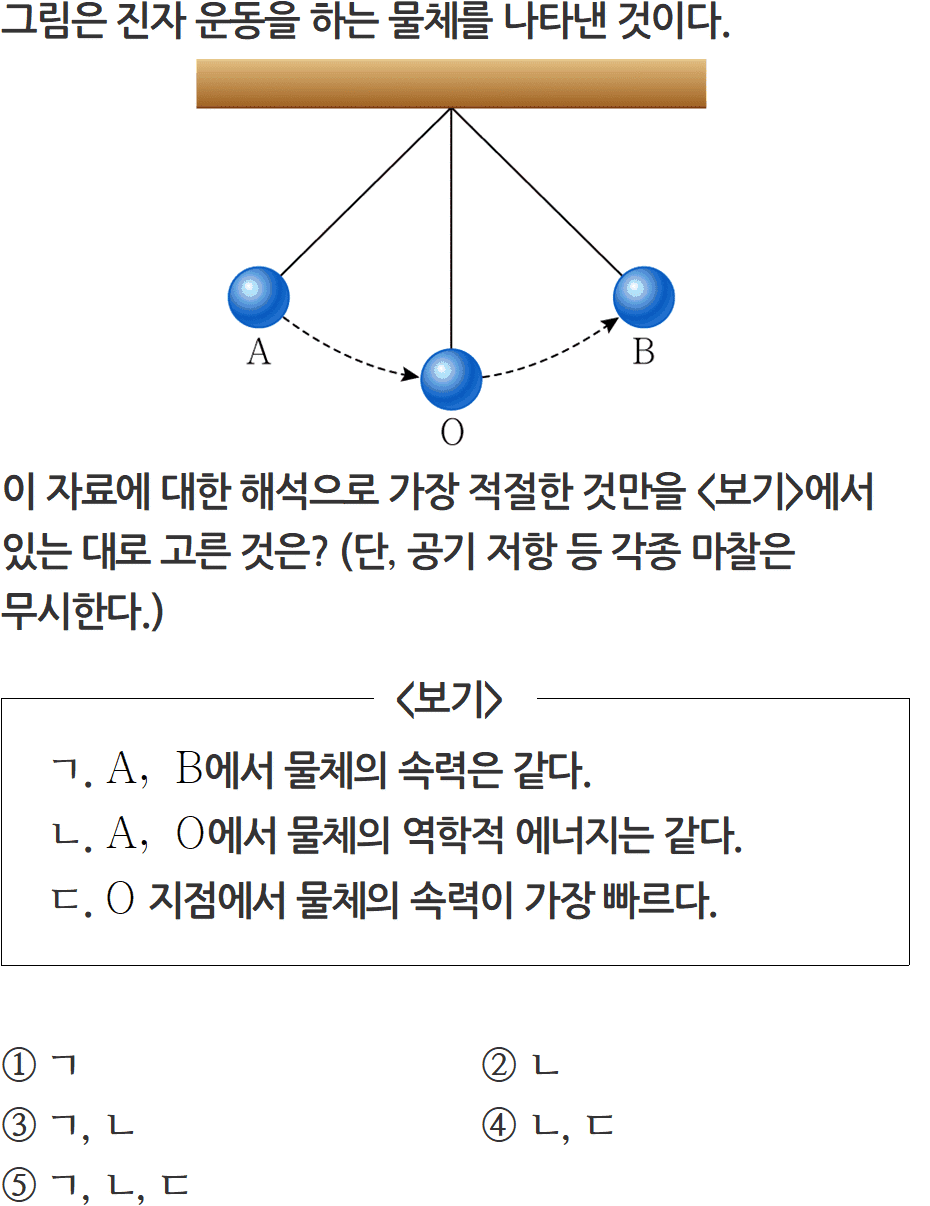 그림은 진자 운동을 하는 물체를 나타낸 것이다.
A
B
O
이 자료에 대한 해석으로 가장 적절한 것만을 <보기>에서
있는 대로 고른 것은? (단, 공기 저항 등 각종 마찰은
무시한다.)
<보기>
ㄱ. A, B에서 물체의 속력은 같다.
ㄴ. A, O에서 물체의 역학적 에너지는 같다.
ㄷ. O 지점에서 물체의 속력이 가장 빠르다.
① ㄱ ② ㄴ
③ ㄱ, ㄴ ④ ㄴ, ㄷ
⑤ ㄱ, ㄴ, ㄷ